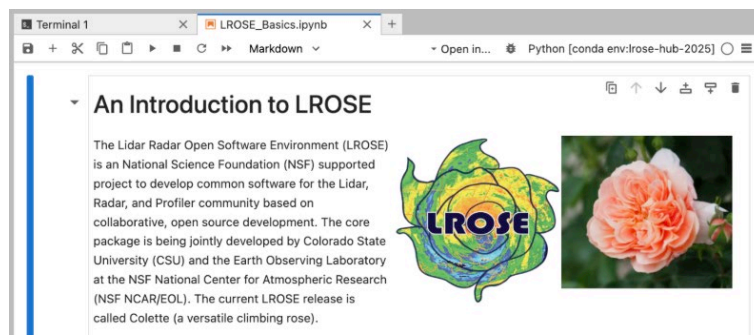 Terminal 1
LROSE_Basics.ipynb
Markdown
Open in...
Python [conda env:lrose-hub-2025]
An Introduction to LROSE
The Lidar Radar Open Software Environment (LROSE)
is an National Science Foundation (NSF) supported
project to develop common software for the Lidar,
Radar, and Profiler community based on
collaborative, open source development. The core
package is being jointly developed by Colorado State
University (CSU) and the Earth Observing Laboratory
at the NSF National Center for Atmospheric Research
(NSF NCAR/EOL). The current LROSE release is
called Colette (a versatile climbing rose).
LROSE